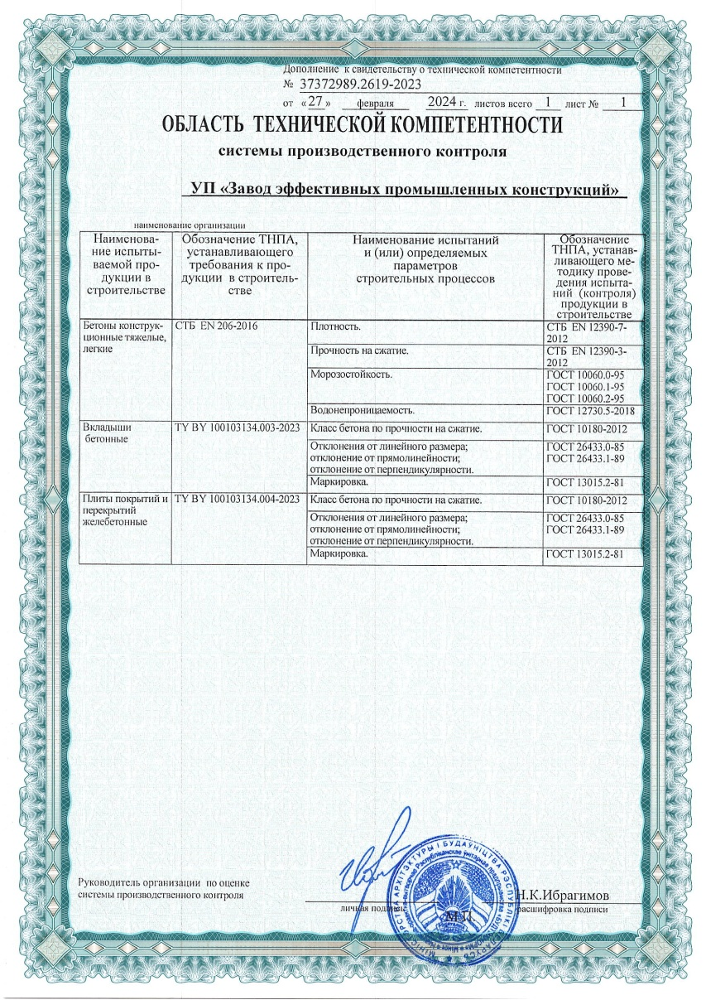 Дополнение к свидетельству о технической компетентности
№ 37372989.2619-2023
от «27» февраля 2024 г. листов всего 1 лист № 1
ОБЛАСТЬ ТЕХНИЧЕСКОЙ КОМПЕТЕНТНОСТИ
системы производственного контроля
УП «Завод эффективных промышленных конструкций»
наименование организации
Наименова-
ние испыты-
ваемой про-
дукции в
строительстве
Обозначение ТНПА,
устанавливающего
требования к про-
дукции в строитель-
стве
Наименование испытаний
и (или) определяемых
параметров
строительных процессов
Обозначение
ТНПА, устанав-
ливающего ме-
тодику прове-
дения испыта-
ний (контроля)
продукции в
строительстве
Бетоны конструк-
ционные тяжелые,
легкие
СТБ EN 206-2016
Плотность.
СТБ EN 12390-7-
2012
Прочность на сжатие.
СТБ EN 12390-3-
2012
Морозостойкость.
ГОСТ 10060.0-95
ГОСТ 10060.1-95
ГОСТ 10060.2-95
Водонепроницаемость.
ГОСТ 12730.5-2018
Вкладыши
бетонные
TY BY 100103134.003-2023
Класс бетона по прочности на сжатие.
ГОСТ 10180-2012
Отклонения от линейного размера;
отклонение от прямолинейности;
отклонение от перпендикулярности.
ГОСТ 26433.0-85
ГОСТ 26433.1-89
Маркировка.
ГОСТ 13015.2-81
Плиты покрытий и
перекрытий
желебетонные
TY BY 100103134.004-2023
Класс бетона по прочности на сжатие.
ГОСТ 10180-2012
Отклонения от линейного размера;
отклонение от прямолинейности;
отклонение от перпендикулярности.
ГОСТ 26433.0-85
ГОСТ 26433.1-89
Маркировка.
ГОСТ 13015.2-81
Руководитель организации по оценке
системы производственного контроля
Н.К.Ибрагимов
личная подпись
М.П.
расшифровка подписи
АРХІТЭКТУРЫ І БУДАЎНІЦТВА РЭСПУБЛІКІ БЕЛАРУСЬ
Рэспубліканскае ўнітарнае прадпрыемства